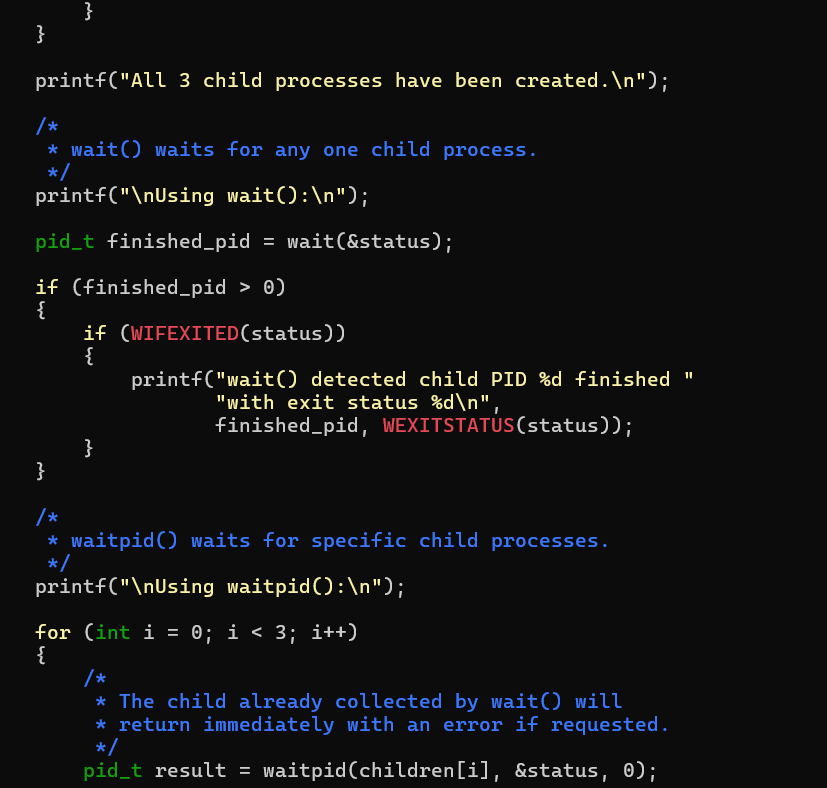 }
}

printf("All 3 child processes have been created.\n");

/*
 * wait() waits for any one child process.
 */
printf("\nUsing wait():\n");

pid_t finished_pid = wait(&status);

if (finished_pid > 0)
{
    if (WIFEXITED(status))
    {
        printf("wait() detected child PID %d finished "
               "with exit status %d\n",
               finished_pid, WEXITSTATUS(status));
    }
}

/*
 * waitpid() waits for specific child processes.
 */
printf("\nUsing waitpid():\n");

for (int i = 0; i < 3; i++)
{
    /*
     * The child already collected by wait() will
     * return immediately with an error if requested.
     */
    pid_t result = waitpid(children[i], &status, 0);